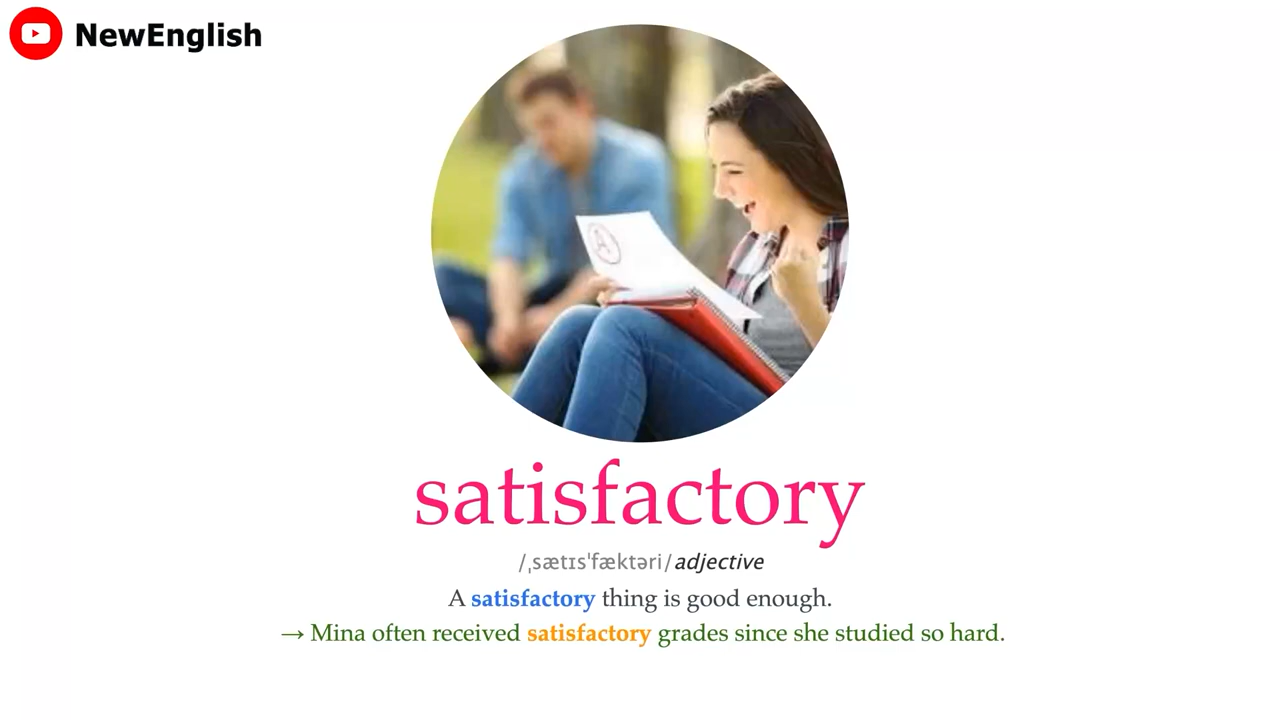 NewEnglish
A
satisfactory
/ˌsætɪsˈfæktəri/adjective
A satisfactory thing is good enough.
→ Mina often received satisfactory grades since she studied so hard.